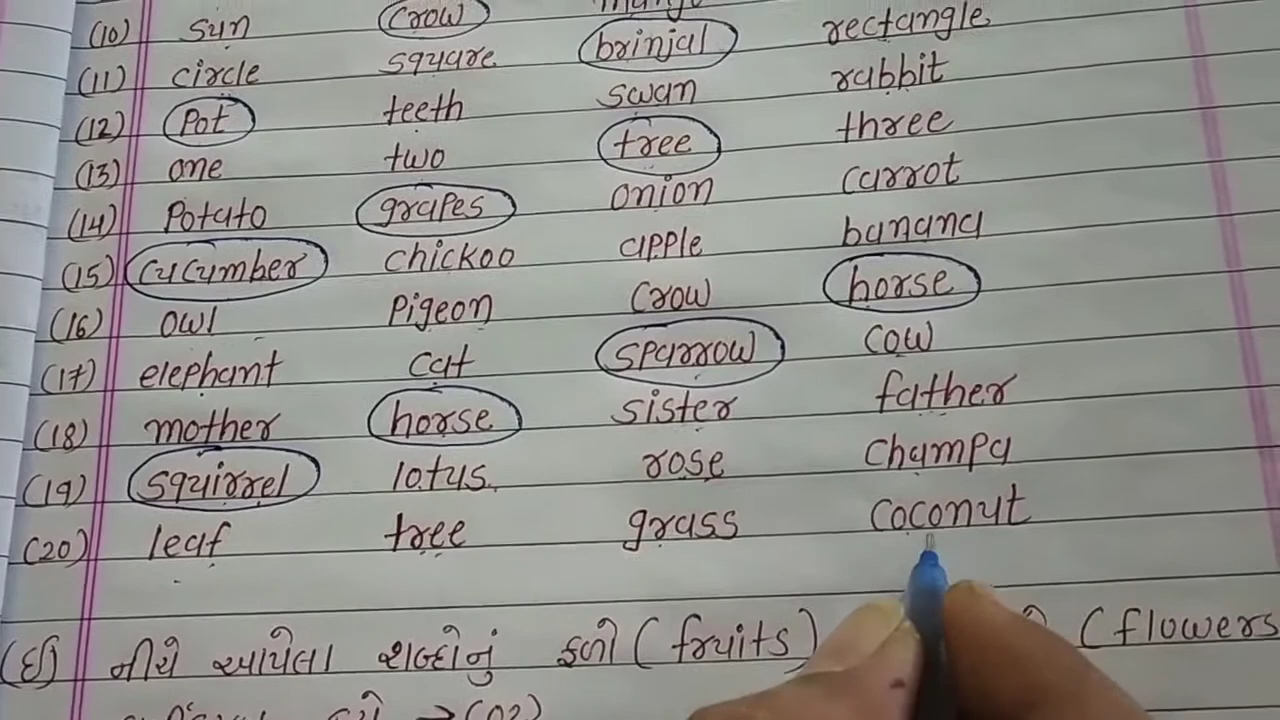 (10) sun crow rectangle
(11) circle square brinjal
(12) Pot teeth swan rabbit
(13) one two tree three
(14) Potato grapes onion carrot
(15) cucumber chickoo apple banana
(16) owl Pigeon crow horse
(17) elephant cat sparrow cow
(18) mother horse sister father
(19) squirrel lotus rose champa
(20) leaf tree grass coconut
(ઈ) નીચે આપેલા શબ્દોનું ફળો (fruits) (flowers
→ (02)